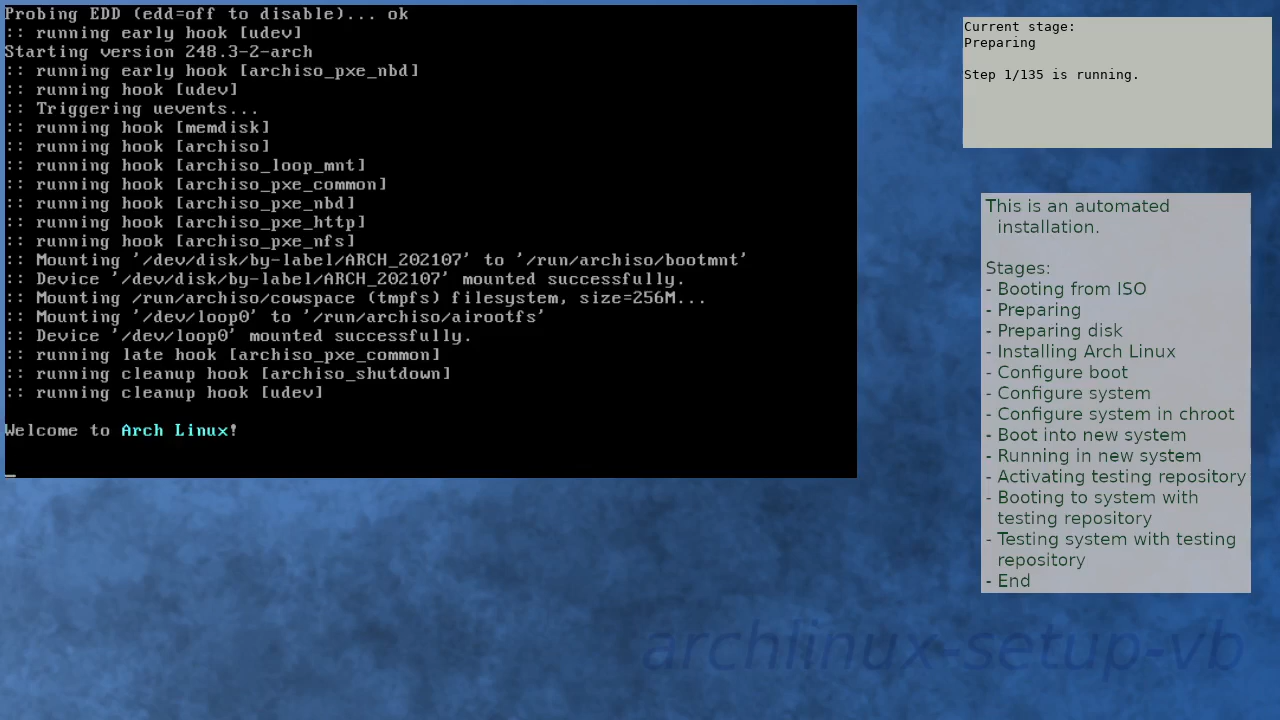 Probing EDD (edd=off to disable)... ok
:: running early hook [udev]
Starting version 248.3-2-arch
:: running early hook [archiso_pxe_nbd]
:: running hook [udev]
:: Triggering uevents...
:: running hook [memdisk]
:: running hook [archiso]
:: running hook [archiso_loop_mnt]
:: running hook [archiso_pxe_common]
:: running hook [archiso_pxe_nbd]
:: running hook [archiso_pxe_http]
:: running hook [archiso_pxe_nfs]
:: Mounting '/dev/disk/by-label/ARCH_202107' to '/run/archiso/bootmnt'
:: Device '/dev/disk/by-label/ARCH_202107' mounted successfully.
:: Mounting /run/archiso/cowspace (tmpfs) filesystem, size=256M...
:: Mounting '/dev/loop0' to '/run/archiso/airootfs'
:: Device '/dev/loop0' mounted successfully.
:: running late hook [archiso_pxe_common]
:: running cleanup hook [archiso_shutdown]
:: running cleanup hook [udev]
Welcome to Arch Linux!
Current stage:
Preparing
Step 1/135 is running.
This is an automated
installation.
Stages:
- Booting from ISO
- Preparing
- Preparing disk
- Installing Arch Linux
- Configure boot
- Configure system
- Configure system in chroot
- Boot into new system
- Running in new system
- Activating testing repository
- Booting to system with
testing repository
- Testing system with testing
repository
- End
archlinux-setup-vb